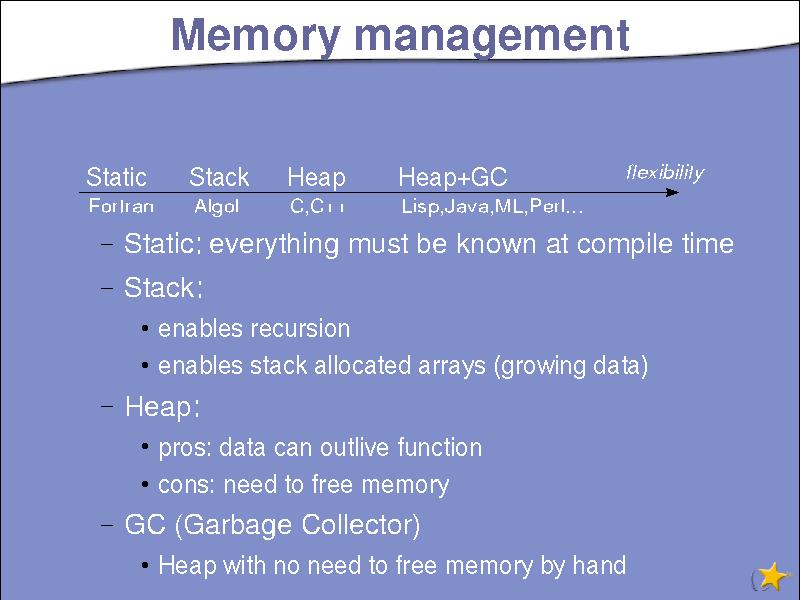 Memory management
Static Stack Heap Heap+GC flexibility
Fortran Algol C,C++ Lisp,Java,ML,Perl...
– Static: everything must be known at compile time
– Stack:
• enables recursion
• enables stack allocated arrays (growing data)
– Heap:
• pros: data can outlive function
• cons: need to free memory
– GC (Garbage Collector)
• Heap with no need to free memory by hand